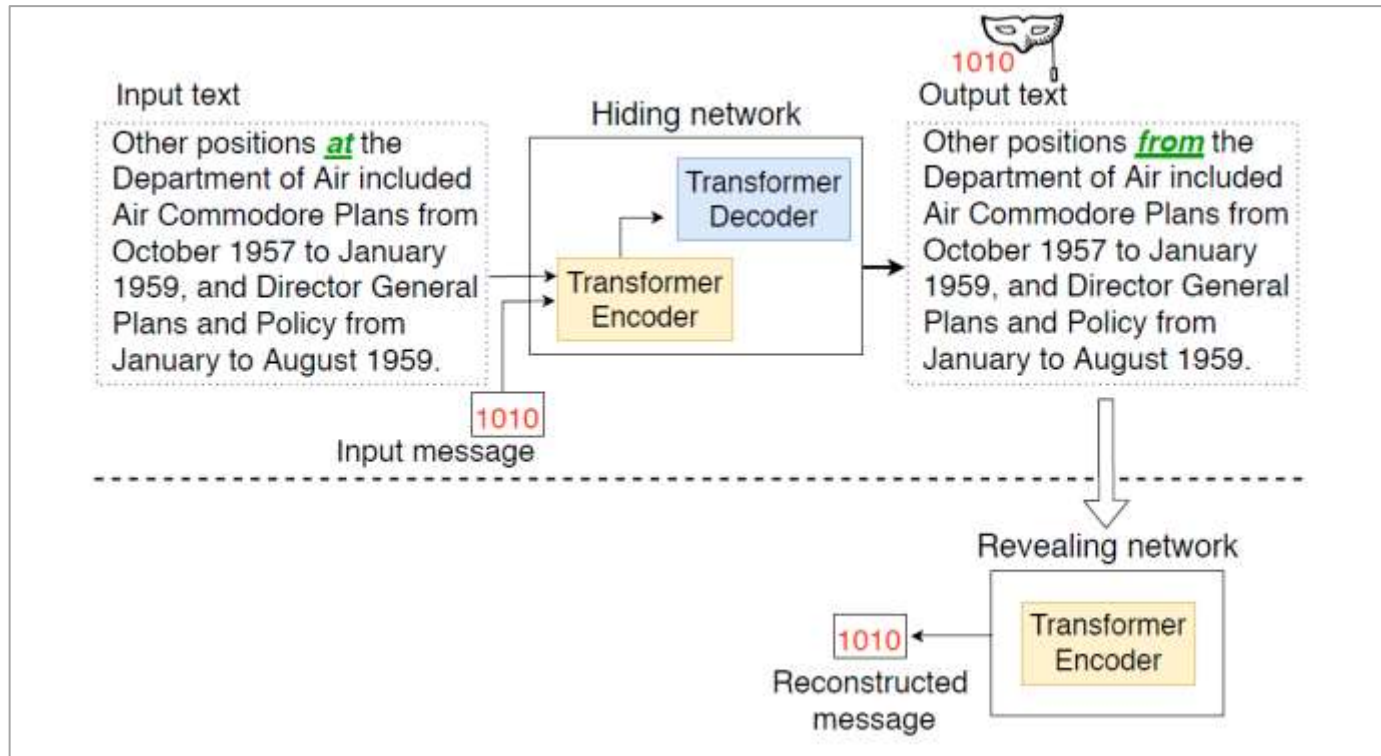 Input text
Other positions at the
Department of Air included
Air Commodore Plans from
October 1957 to January
1959, and Director General
Plans and Policy from
January to August 1959.
1010
Input message
Hiding network
Transformer
Decoder
Transformer
Encoder
1010
Output text
Other positions from the
Department of Air included
Air Commodore Plans from
October 1957 to January
1959, and Director General
Plans and Policy from
January to August 1959.
Revealing network
Transformer
Encoder
1010
Reconstructed
message